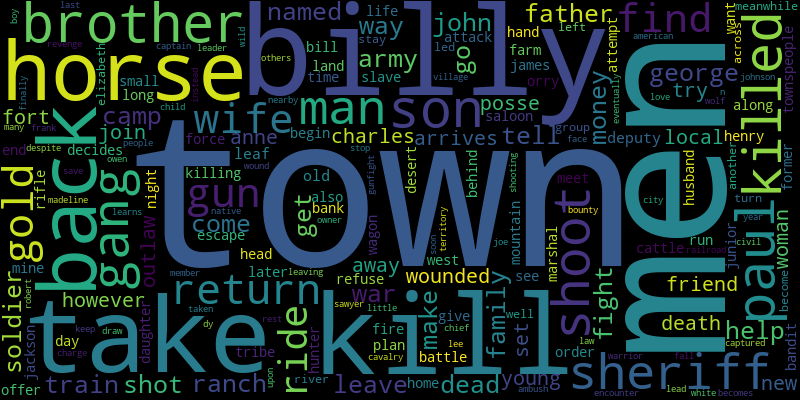 town
men
billy
kill
take
back
horse
brother
man
son
wife
gun
gang
gold
shoot
sheriff
paul
killed
find
return
ride
shot
train
ranch
leave
dead
young
family
make
war
wounded
away
get
old
also
bank
come
escape
killing
outlaw
night
camp
join
decides
fort
soldier
however
day
daughter
tribe
hunter
river
home
battle
plan
fire
give
set
fight
friend
death
help
woman
new
bandit
former
husband
local
deputy
henry
along
townspeople
meanwhile
want
across
george
try
money
attempt
father
hand
farm
james
orry
posse
saloon
tell
arrives
charles
anne
begin
force
leaf
named
life
way
stay
bill
land
time
army
slave
john
go
led
attack
left
group
face
desert
behind
wagon
mountain
west
see
marshal
meet
cattle
run
junior
turn
another
city
love
american
eventually
johnson
wolf
n
year
civil
become
railroad
bounty
territory
owner
gunfight
shooting
stop
wound
native
head
later
leaving
refuse
mine
jackson
offer
robert
keep
draw
charge
taken
dy
member
rest
upon
sawyer
little
chief
cavalry
lee
well
soon
joe
order
law
warrior
fall
captured
lead
white
becomes
encounter
ambush
village
nearby
others
wild
leader
captain
revenge
last
boy
small
long
elizabeth
child
many
frank
despite
people
finally
instead
end
rifle
owen
save
madeline
learns